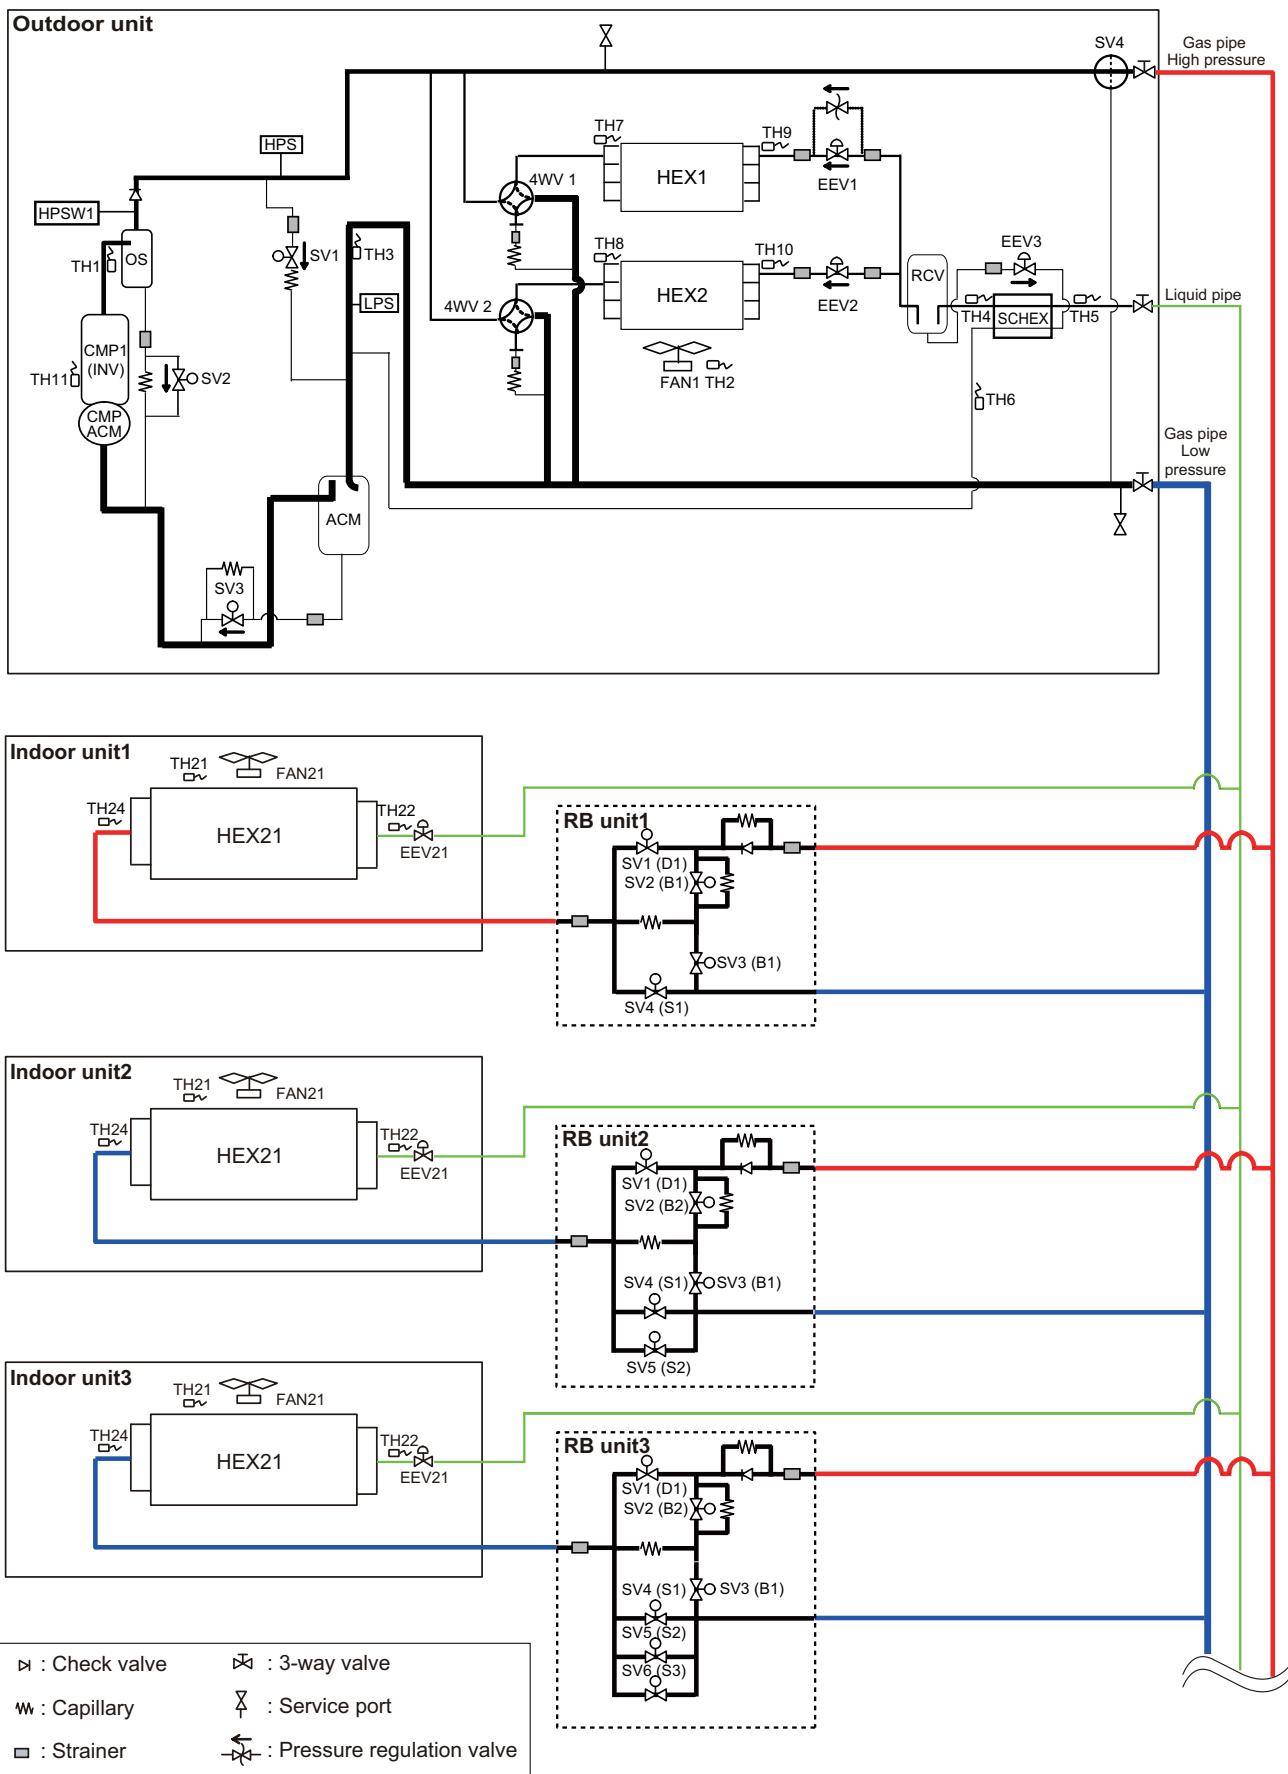 Outdoor unit
SV4
Gas pipe
High pressure
HPS
HPSW1
OS
TH1
SV1
TH3
LPS
CMP1
(INV)
TH11
SV2
CMP
ACM
ACM
SV3
4WV 1
4WV 2
TH7
HEX1
TH9
EEV1
TH8
HEX2
TH10
EEV2
FAN1 TH2
RCV
EEV3
TH4
SCHEX
TH5
TH6
Liquid pipe
Gas pipe
Low
pressure
Indoor unit1
TH21
FAN21
TH24
HEX21
TH22
EEV21
RB unit1
SV1 (D1)
SV2 (B1)
SV3 (B1)
SV4 (S1)
Indoor unit2
TH21
FAN21
TH24
HEX21
TH22
EEV21
RB unit2
SV1 (D1)
SV2 (B2)
SV4 (S1)
SV3 (B1)
SV5 (S2)
Indoor unit3
TH21
FAN21
TH24
HEX21
TH22
EEV21
RB unit3
SV1 (D1)
SV2 (B2)
SV4 (S1)
SV3 (B1)
SV5 (S2)
SV6 (S3)
: Check valve
: 3-way valve
: Capillary
: Service port
: Strainer
: Pressure regulation valve